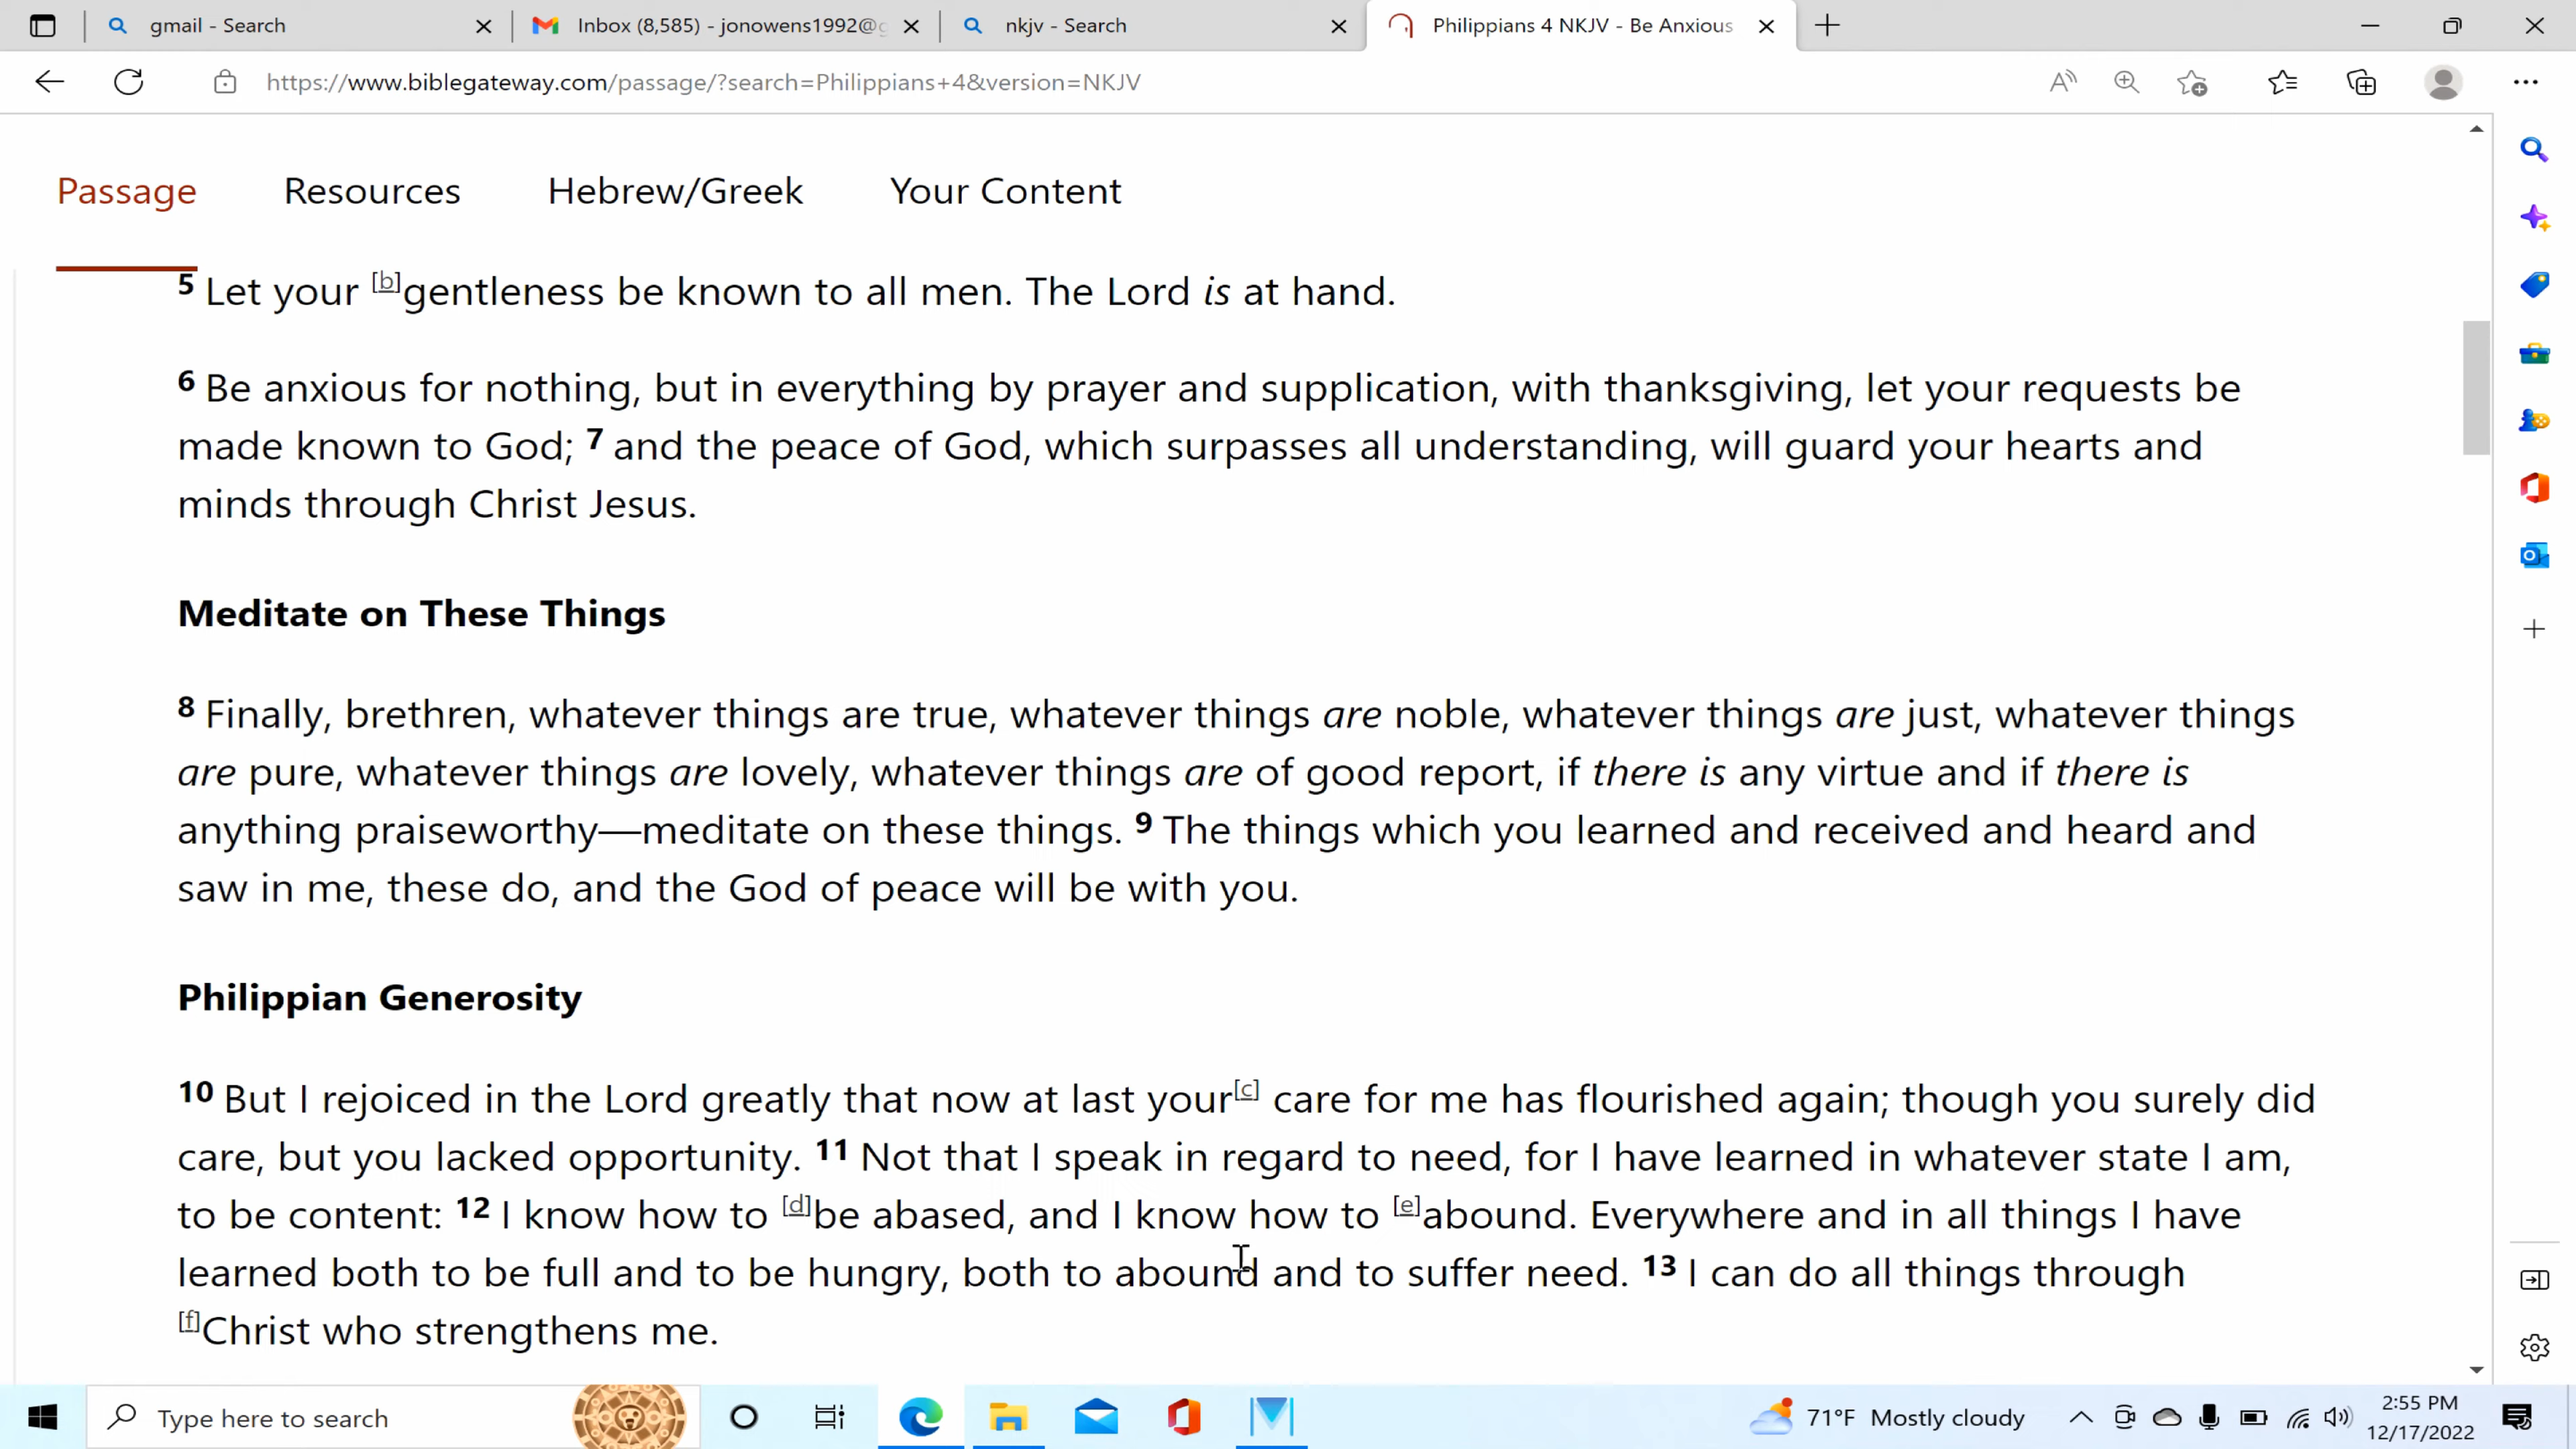 gmail - Search
Inbox (8,585) - jonowens1992@g
nkjv - Search
Philippians 4 NKJV - Be Anxious
https://www.biblegateway.com/passage/?search=Philippians+4&version=NKJV
Passage Resources Hebrew/Greek Your Content
5 Let your [b]gentleness be known to all men. The Lord is at hand.
6 Be anxious for nothing, but in everything by prayer and supplication, with thanksgiving, let your requests be
made known to God; 7 and the peace of God, which surpasses all understanding, will guard your hearts and
minds through Christ Jesus.
Meditate on These Things
8 Finally, brethren, whatever things are true, whatever things are noble, whatever things are just, whatever things
are pure, whatever things are lovely, whatever things are of good report, if there is any virtue and if there is
anything praiseworthy—meditate on these things. 9 The things which you learned and received and heard and
saw in me, these do, and the God of peace will be with you.
Philippian Generosity
10 But I rejoiced in the Lord greatly that now at last your[c] care for me has flourished again; though you surely did
care, but you lacked opportunity. 11 Not that I speak in regard to need, for I have learned in whatever state I am,
to be content: 12 I know how to [d]be abased, and I know how to [e]abound. Everywhere and in all things I have
learned both to be full and to be hungry, both to abound and to suffer need. 13 I can do all things through
[f]Christ who strengthens me.
Type here to search
71°F Mostly cloudy
2:55 PM
12/17/2022